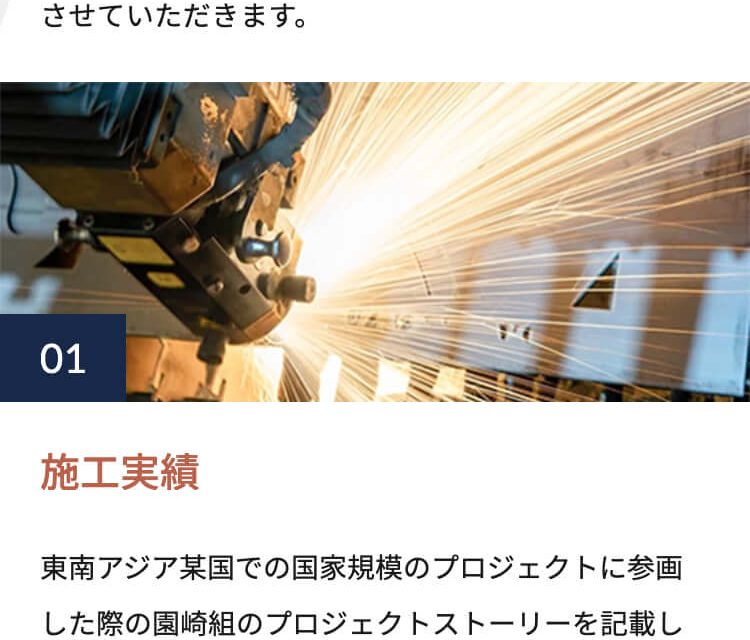 させていただきます。
01
施工実績
東南アジア某国での国家規模のプロジェクトに参画
した際の園崎組のプロジェクトストーリーを記載し